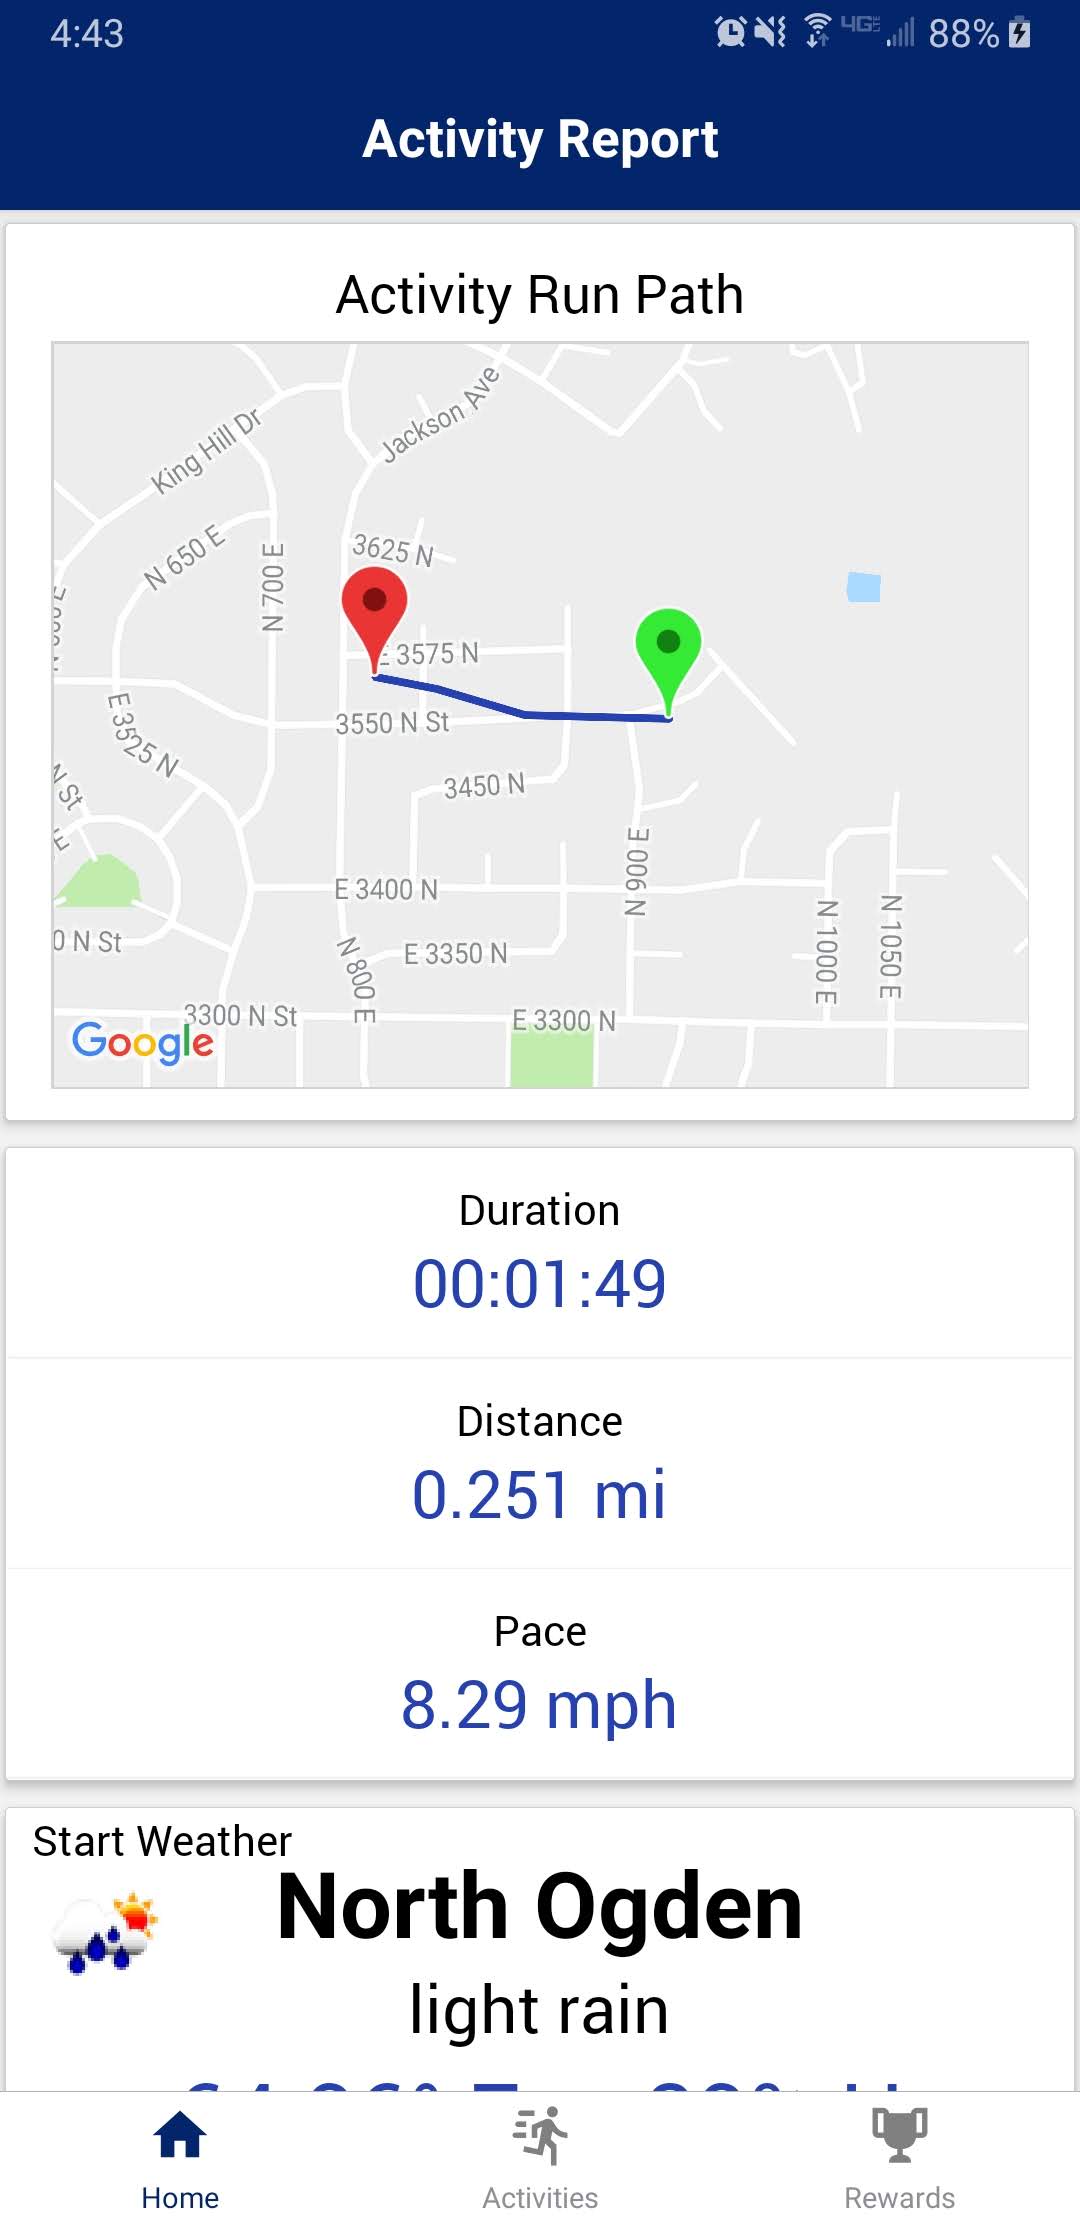 4:43
4G LTE 88%
Activity Report
Activity Run Path
King Hill Dr
Jackson Ave
N 650 E
N 700 E
3625 N
E 3575 N
3550 N St
E 3525 N
N St
3450 N
N 900 E
E 3400 N
N 1000 E
N 1050 E
0 N St
N 800 E
E 3350 N
3300 N St
E 3300 N
Google
Duration
00:01:49
Distance
0.251 mi
Pace
8.29 mph
Start Weather
North Ogden
light rain
Home
Activities
Rewards